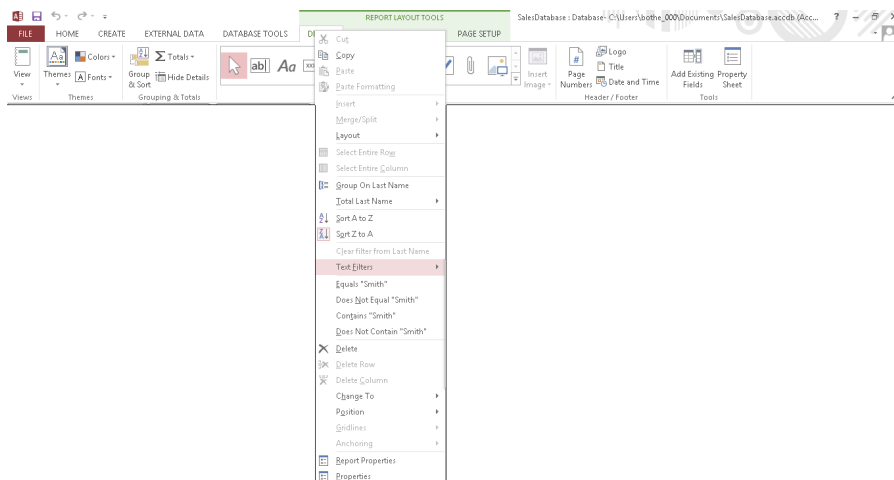 REPORT LAYOUT TOOLS
SalesDatabase : Database- C:\Users\bothe_000\Documents\SalesDatabase.accdb (Acc...
FILE HOME CREATE EXTERNAL DATA DATABASE TOOLS PAGE SETUP
View
Views
Themes
Colors
Fonts
Themes
Group
& Sort
Totals
Hide Details
Grouping & Totals
ab
Aa
Insert
Image
Page
Numbers
Logo
Title
Date and Time
Header / Footer
Add Existing
Fields
Property
Sheet
Tools
Cut
Copy
Paste
Paste Formatting
Insert
Merge/Split
Layout
Select Entire Row
Select Entire Column
Group On Last Name
Total Last Name
Sort A to Z
Sort Z to A
Clear filter from Last Name
Text Filters
Equals "Smith"
Does Not Equal "Smith"
Contains "Smith"
Does Not Contain "Smith"
Delete
Delete Row
Delete Column
Change To
Position
Gridlines
Anchoring
Report Properties
Properties